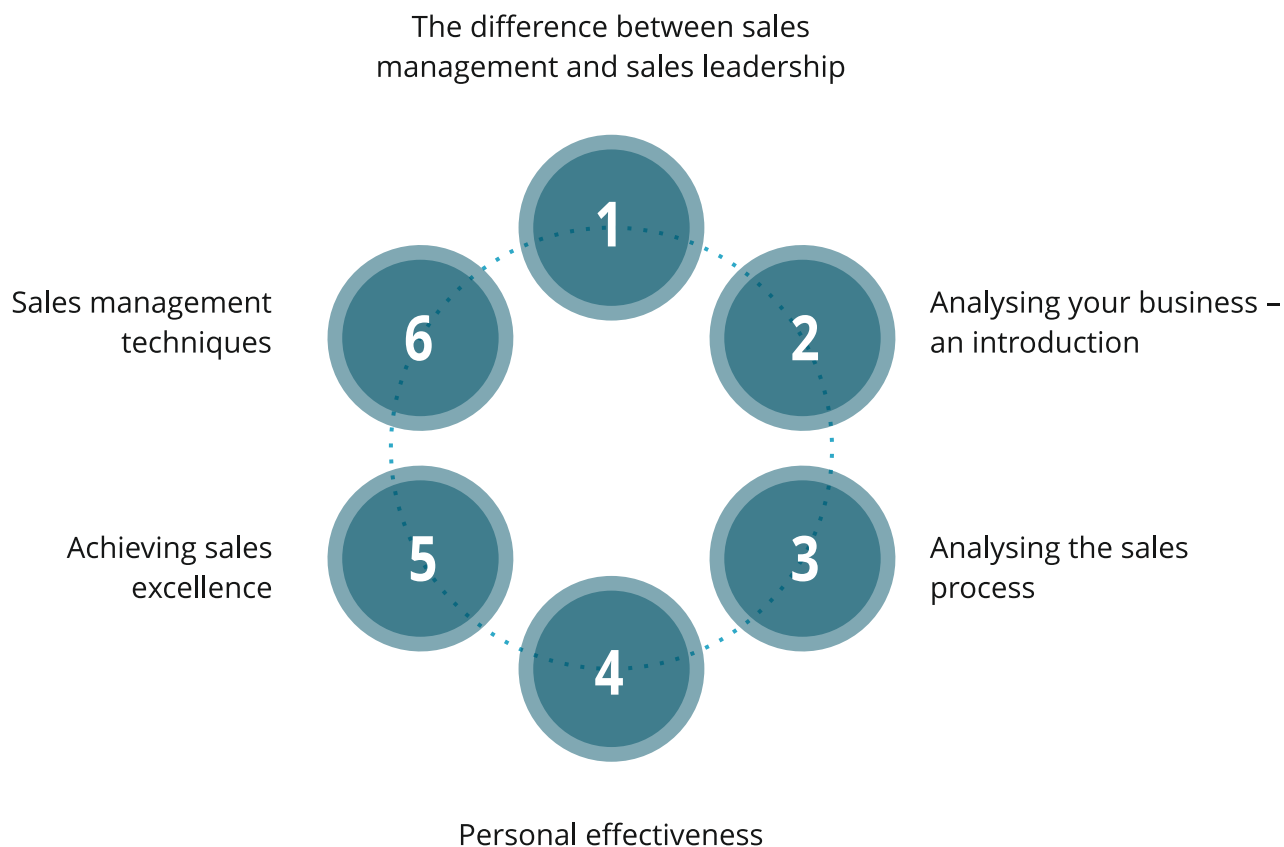 The difference between sales
management and sales leadership
1
2
Analysing your business –
an introduction
3
Analysing the sales
process
4
Personal effectiveness
5
Achieving sales
excellence
6
Sales management
techniques